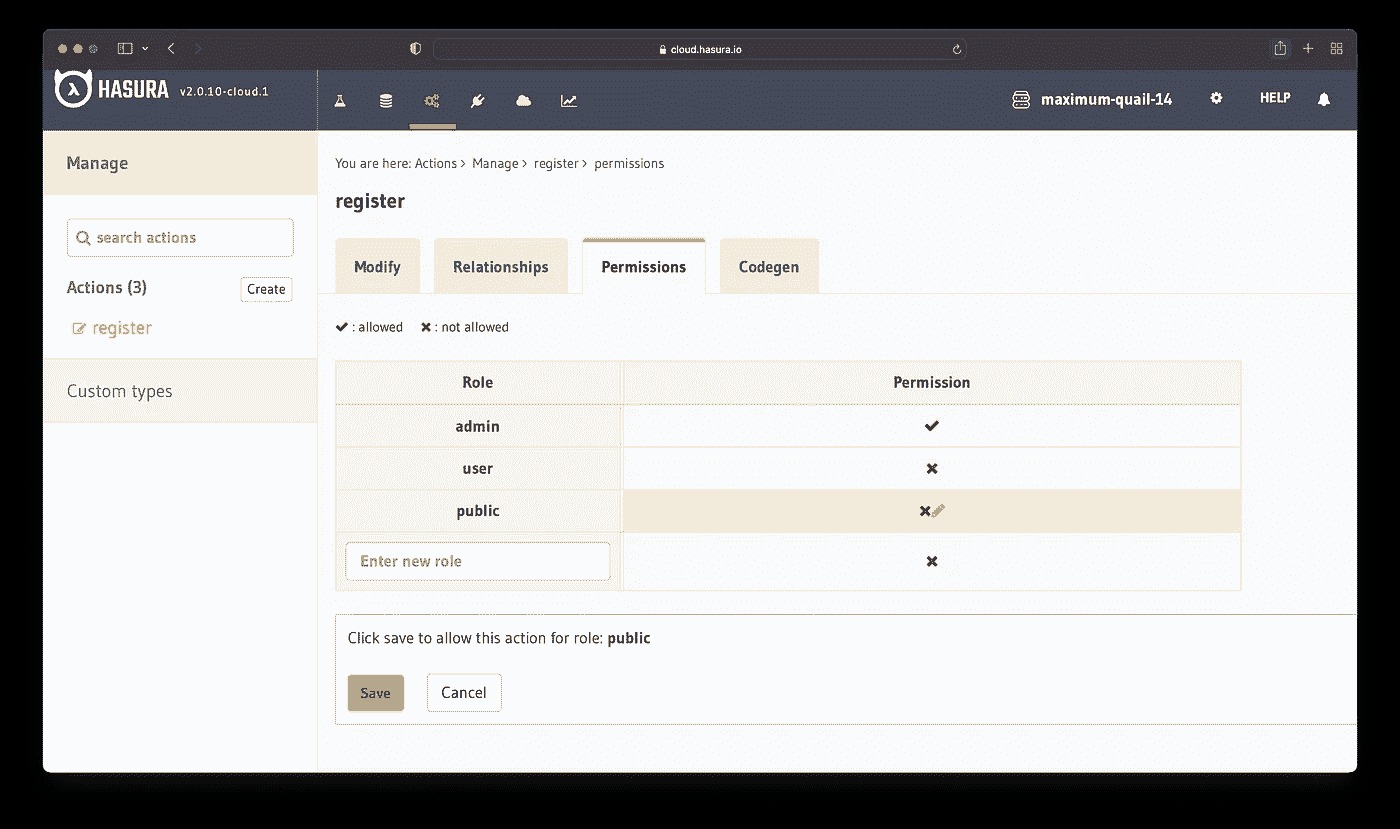 cloud.hasura.io
HASURA v2.0.10-cloud.1
maximum-quail-14
HELP
Manage
search actions
Actions (3)
Create
register
Custom types
You are here: Actions > Manage > register > permissions
register
Modify Relationships Permissions Codegen
: allowed : not allowed
Role Permission
admin
user
public
Enter new role
Click save to allow this action for role: public
Save Cancel